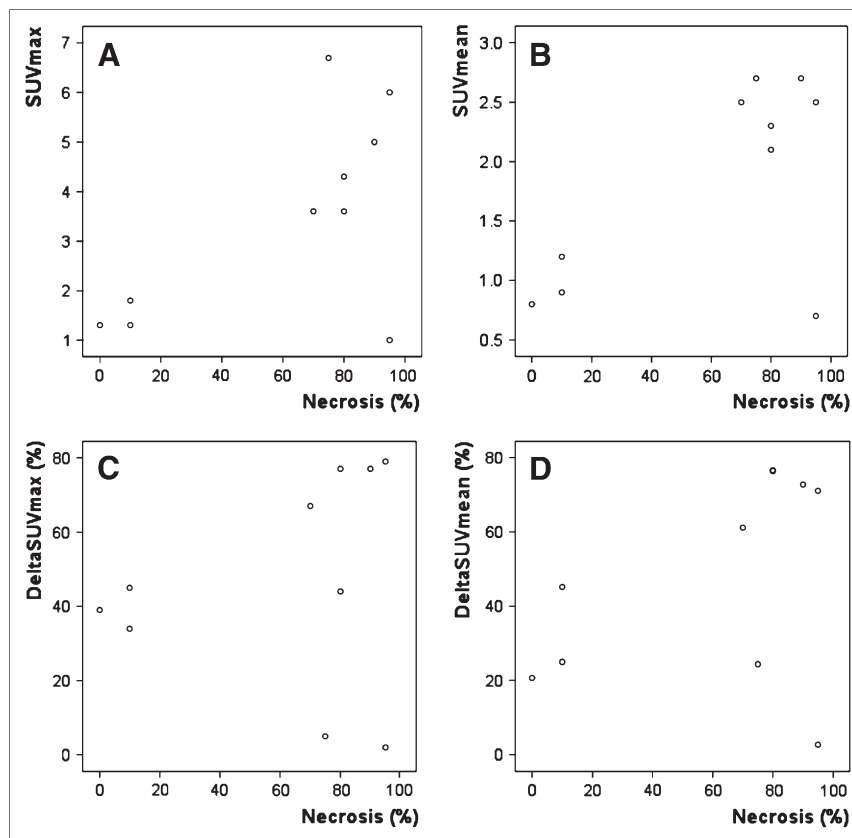 A
SUVmax
7
6
5
4
3
2
1
0 20 40 60 80 100
Necrosis (%)
B
SUVmean
3.0
2.5
2.0
1.5
1.0
0.5
0 20 40 60 80 100
Necrosis (%)
C
DeltaSUVmax (%)
80
60
40
20
0
0 20 40 60 80 100
Necrosis (%)
D
DeltaSUVmean (%)
80
60
40
20
0
0 20 40 60 80 100
Necrosis (%)